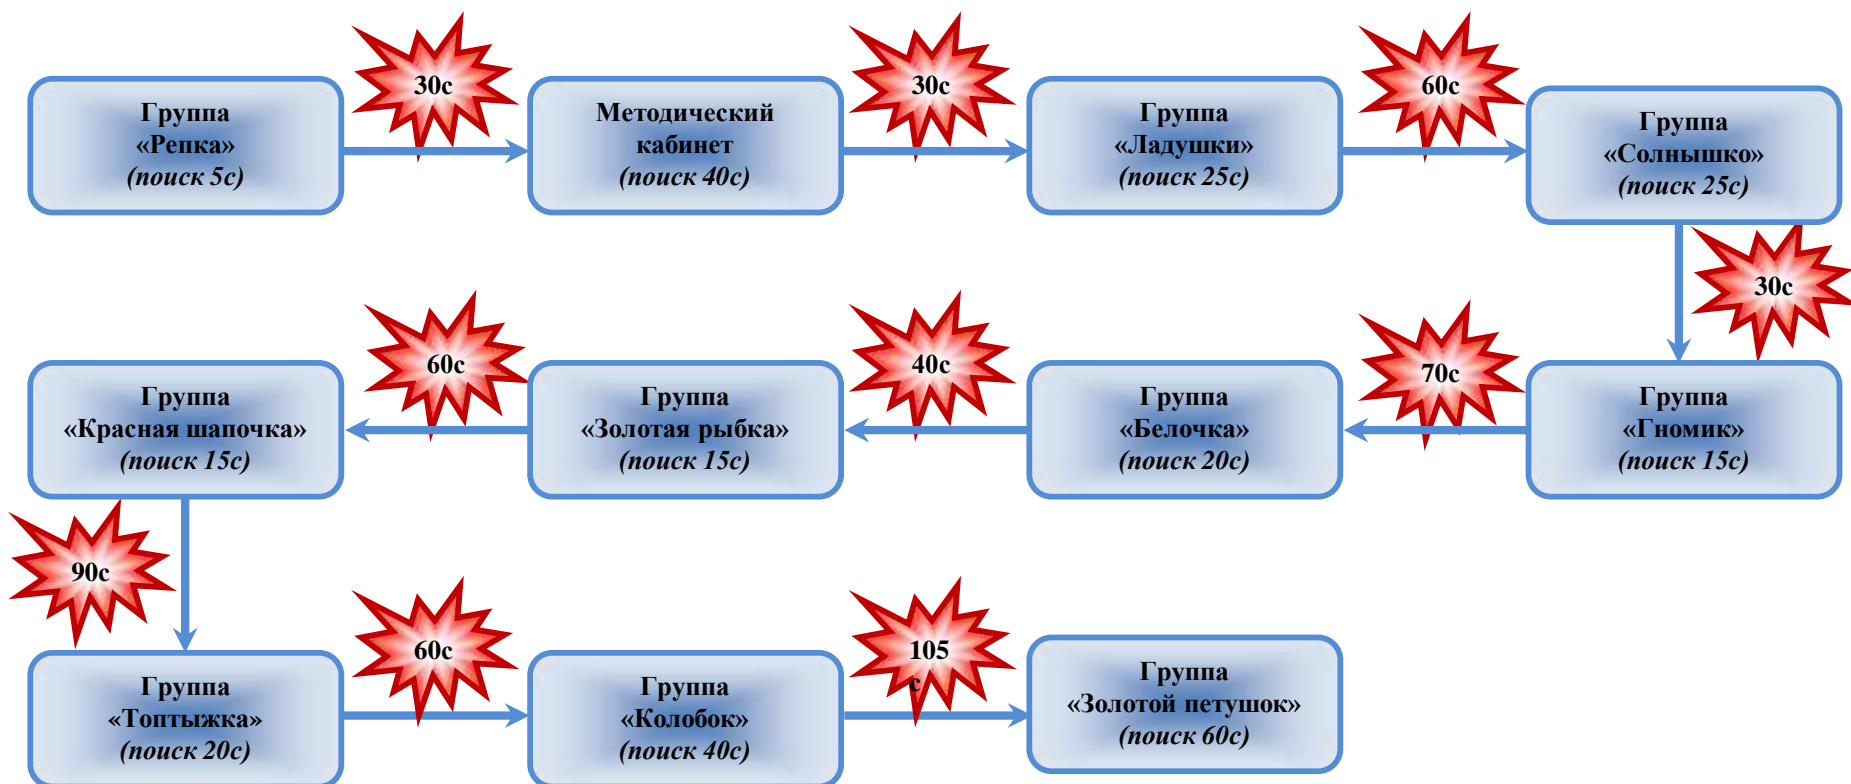 Группа
«Репка»
(поиск 5с)
30с
Методический
кабинет
(поиск 40с)
30с
Группа
«Ладушки»
(поиск 25с)
60с
Группа
«Солнышко»
(поиск 25с)
30с
Группа
«Гномик»
(поиск 15с)
70с
Группа
«Белочка»
(поиск 20с)
40с
Группа
«Золотая рыбка»
(поиск 15с)
60с
Группа
«Красная шапочка»
(поиск 15с)
90с
Группа
«Топтыжка»
(поиск 20с)
60с
Группа
«Колобок»
(поиск 40с)
105
с
Группа
«Золотой петушок»
(поиск 60с)